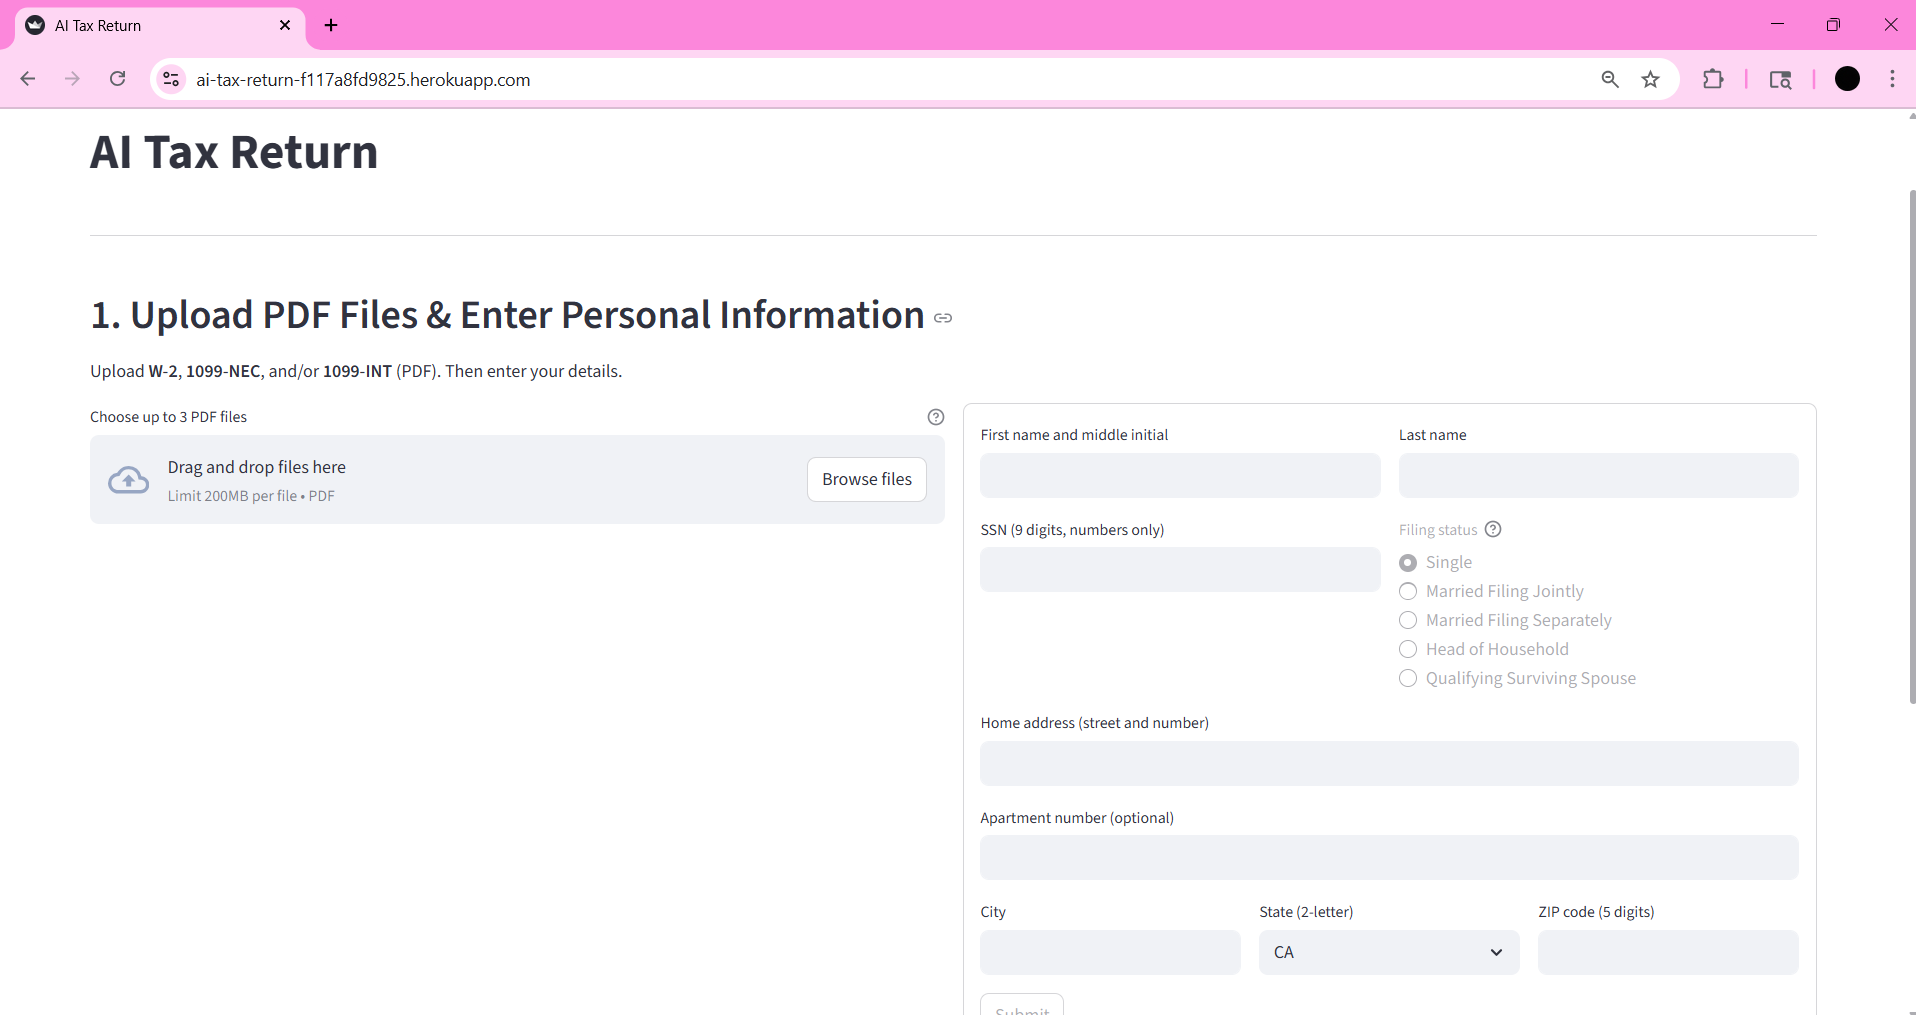 AI Tax Return
ai-tax-return-f117a8fd9825.herokuapp.com
AI Tax Return
1. Upload PDF Files & Enter Personal Information
Upload W-2, 1099-NEC, and/or 1099-INT (PDF). Then enter your details.
Choose up to 3 PDF files
Drag and drop files here
Limit 200MB per file • PDF
Browse files
First name and middle initial
Last name
SSN (9 digits, numbers only)
Filing status
Single
Married Filing Jointly
Married Filing Separately
Head of Household
Qualifying Surviving Spouse
Home address (street and number)
Apartment number (optional)
City
State (2-letter)
ZIP code (5 digits)
CA
Submit